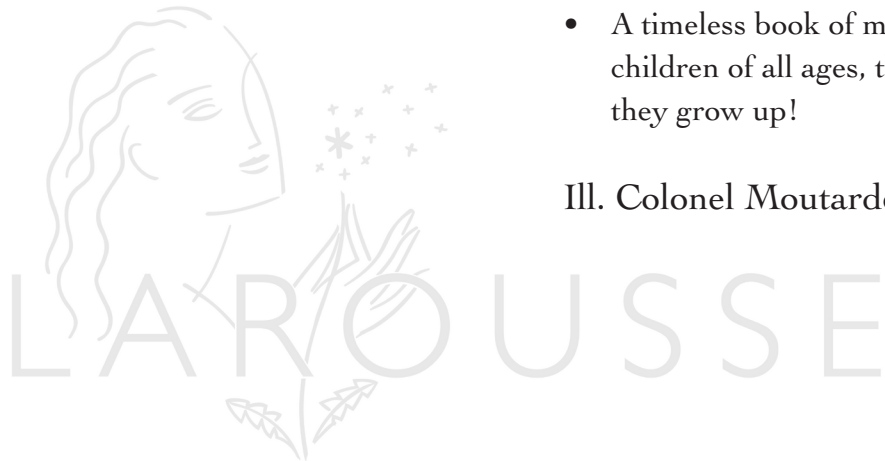 • A timeless book of m
children of all ages, t
they grow up!
Ill. Colonel Moutard
LAROUSSE